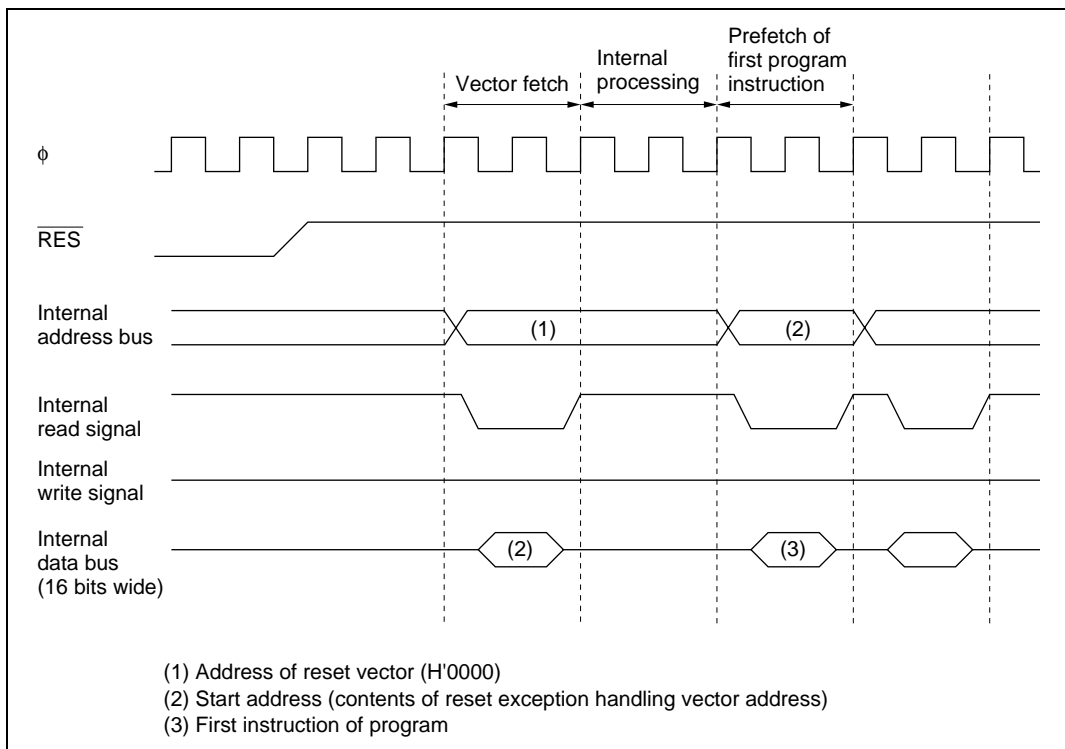 Prefetch of
first program
instruction
Internal
processing
Vector fetch
φ
RES
Internal
address bus
(1)
(2)
Internal
read signal
Internal
write signal
Internal
data bus
(16 bits wide)
(2)
(3)
(1) Address of reset vector (H'0000)
(2) Start address (contents of reset exception handling vector address)
(3) First instruction of program